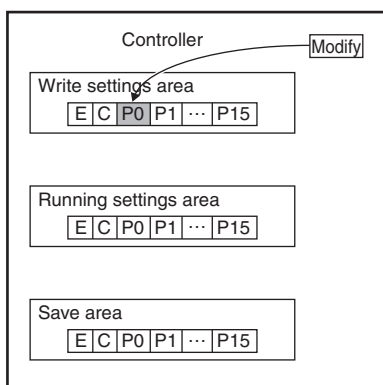 Controller
Modify
Write settings area
E C P0 P1 ··· P15
Running settings area
E C P0 P1 ··· P15
Save area
E C P0 P1 ··· P15